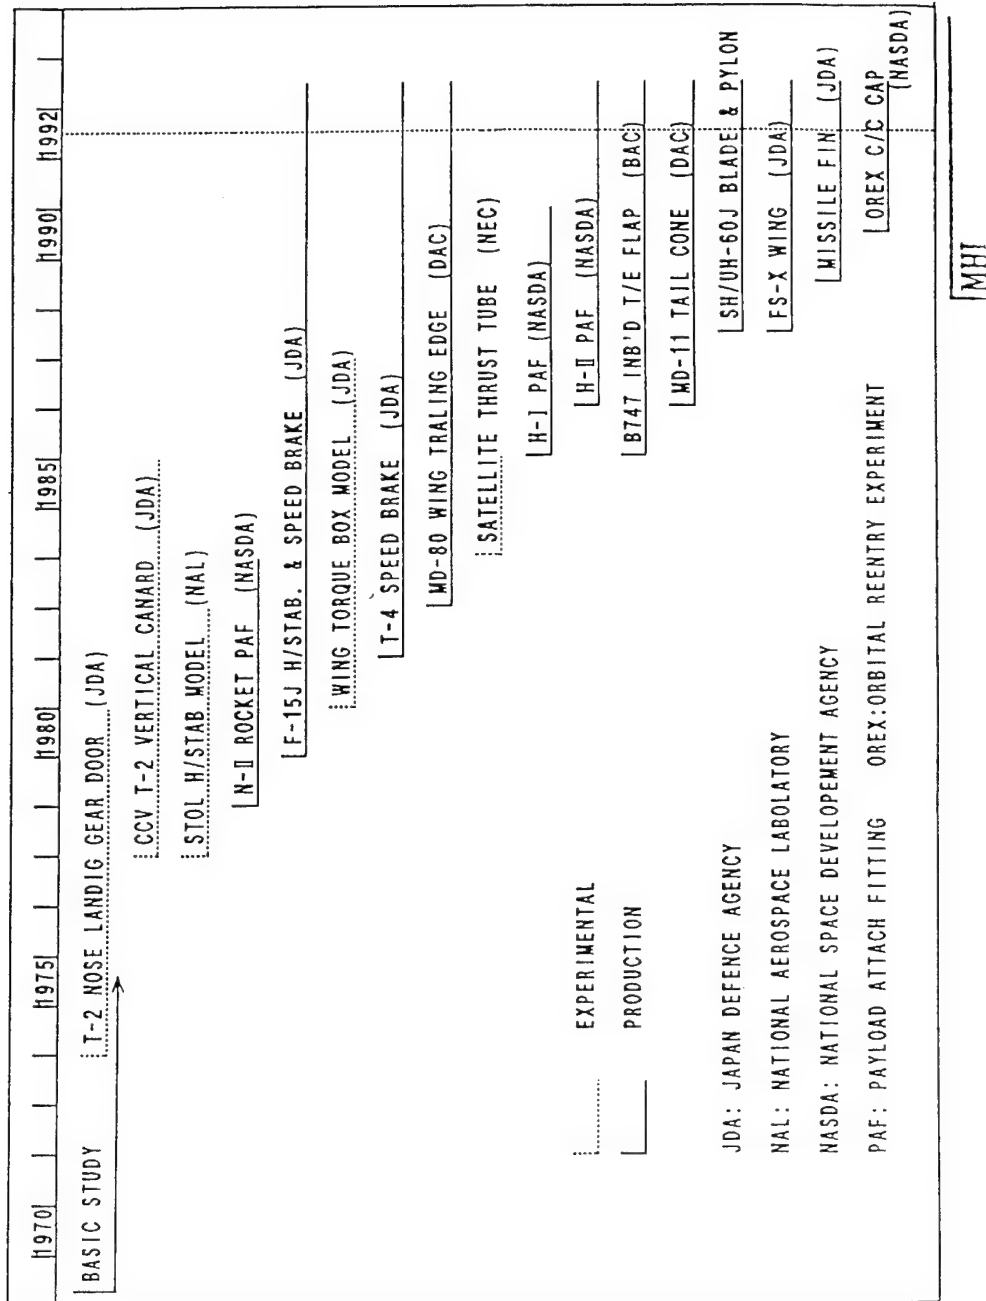 1970 1975 1980 1985 1990 1992
BASIC STUDY
T-2 NOSE LANDIG GEAR DOOR (JDA)
CCV T-2 VERTICAL CANARD (JDA)
STOL H/STAB MODEL (NAL)
N-II ROCKET PAF (NASDA)
F-15J H/STAB. & SPEED BRAKE (JDA)
WING TORQUE BOX MODEL (JDA)
T-4 SPEED BRAKE (JDA)
MD-80 WING TRALING EDGE (DAC)
SATELLITE THRUST TUBE (NEC)
H-I PAF (NASDA)
EXPERIMENTAL H-II PAF (NASDA)
PRODUCTION B747 INB'D T/E FLAP (BAC)
MD-11 TAIL CONE (DAC)
JDA: JAPAN DEFENCE AGENCY SH/UH-60J BLADE & PYLON
NAL: NATIONAL AEROSPACE LABOLATORY FS-X WING (JDA)
NASDA: NATIONAL SPACE DEVELOPEMENT AGENCY MISSILE FIN (JDA)
PAF: PAYLOAD ATTACH FITTING OREX:ORBITAL REENTRY EXPERIMENT OREX C/C CAP
(NASDA)
MHI